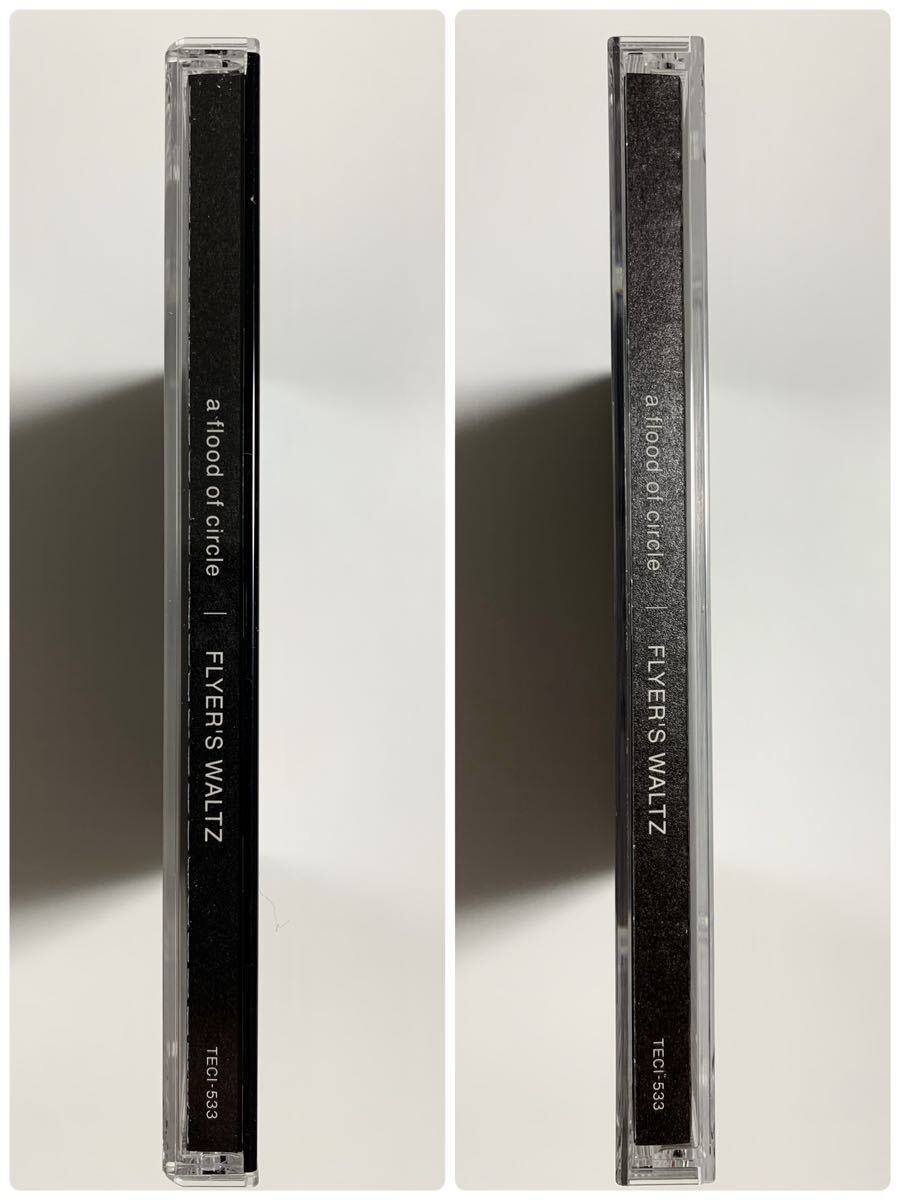 a flood of circle | FLYER'S WALTZ
TECI-533
a flood of circle | FLYER'S WALTZ
TECI-533